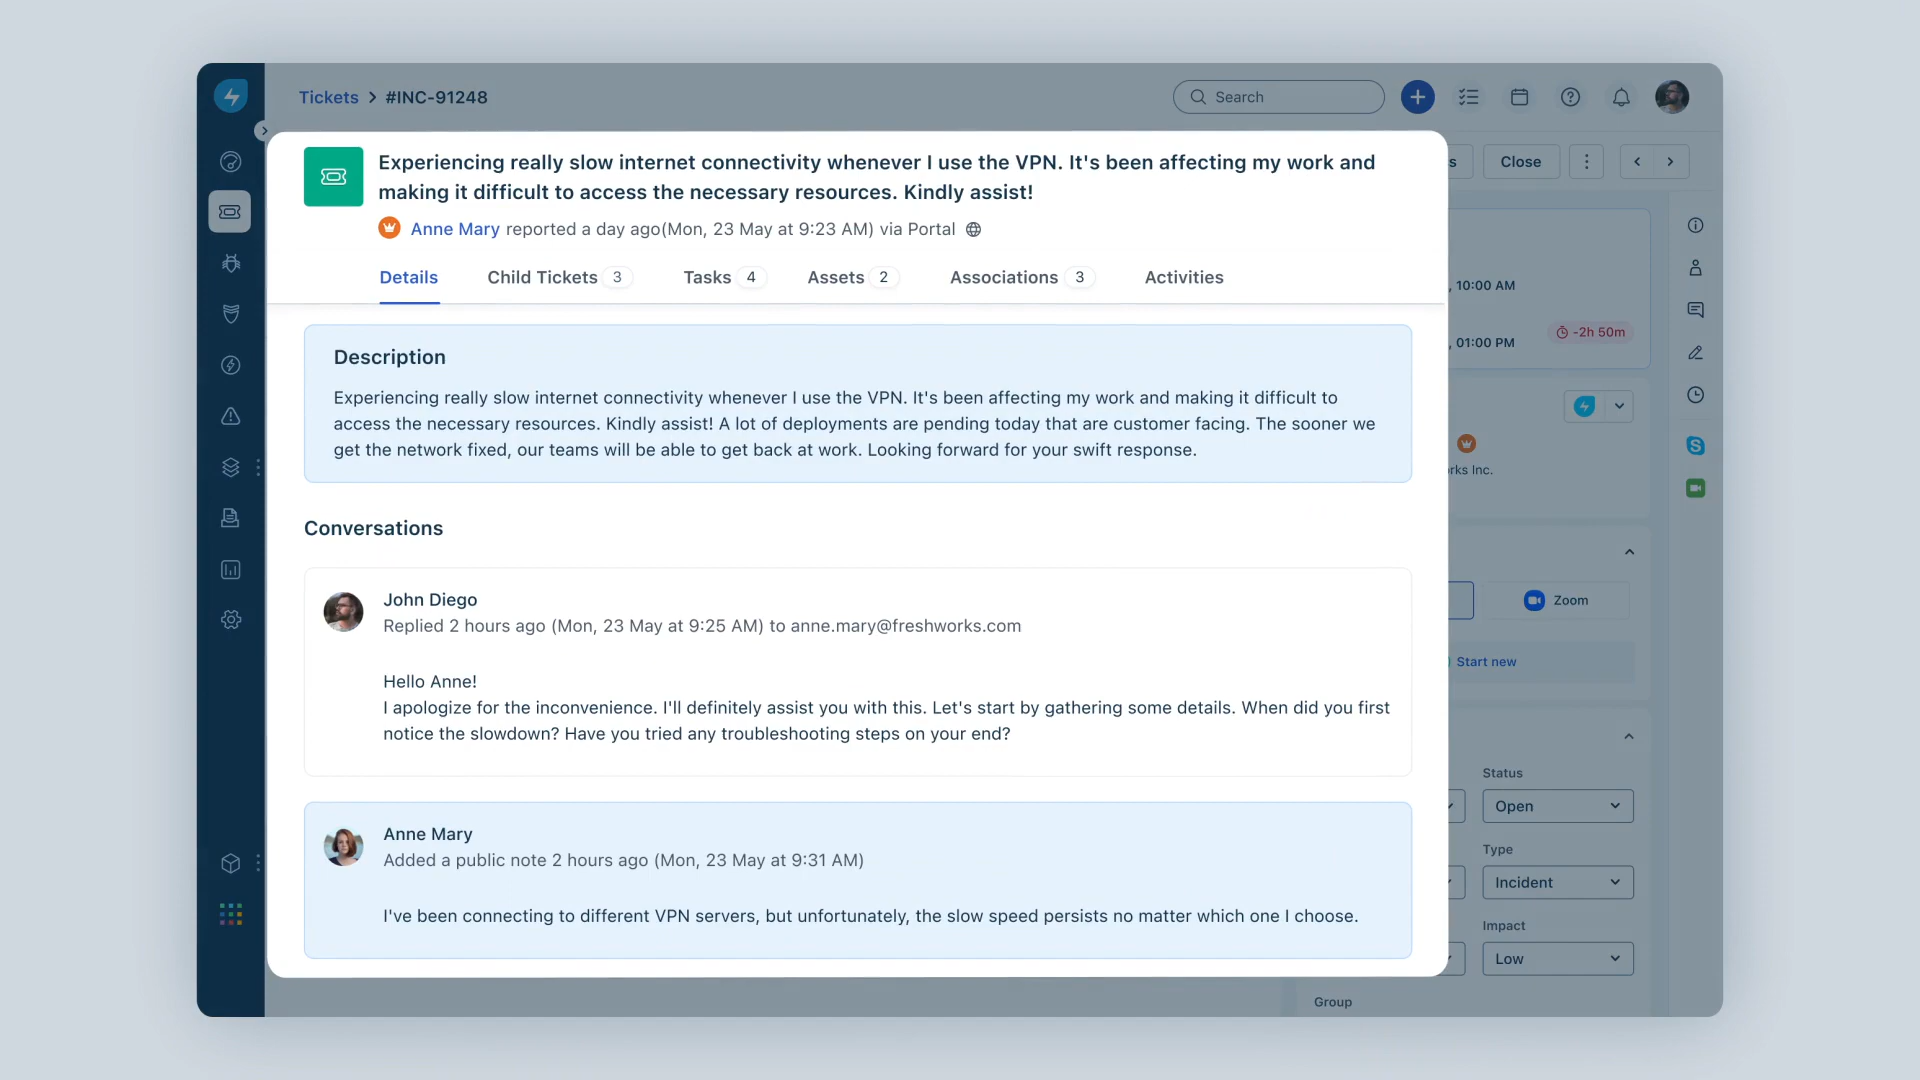 Tickets > #INC-91248
Search
Close
Experiencing really slow internet connectivity whenever I use the VPN. It's been affecting my work and
making it difficult to access the necessary resources. Kindly assist!
Anne Mary reported a day ago(Mon, 23 May at 9:23 AM) via Portal
Details
Child Tickets 3
Tasks 4
Assets 2
Associations 3
Activities
, 10:00 AM
, 01:00 PM
-2h 50m
Description
Experiencing really slow internet connectivity whenever I use the VPN. It's been affecting my work and making it difficult to
access the necessary resources. Kindly assist! A lot of deployments are pending today that are customer facing. The sooner we
get the network fixed, our teams will be able to get back at work. Looking forward for your swift response.
rks Inc.
Conversations
John Diego
Replied 2 hours ago (Mon, 23 May at 9:25 AM) to anne.mary@freshworks.com
Hello Anne!
I apologize for the inconvenience. I'll definitely assist you with this. Let's start by gathering some details. When did you first
notice the slowdown? Have you tried any troubleshooting steps on your end?
Zoom
Start new
Anne Mary
Added a public note 2 hours ago (Mon, 23 May at 9:31 AM)
I've been connecting to different VPN servers, but unfortunately, the slow speed persists no matter which one I choose.
Status
Open
Type
Incident
Impact
Low
Group